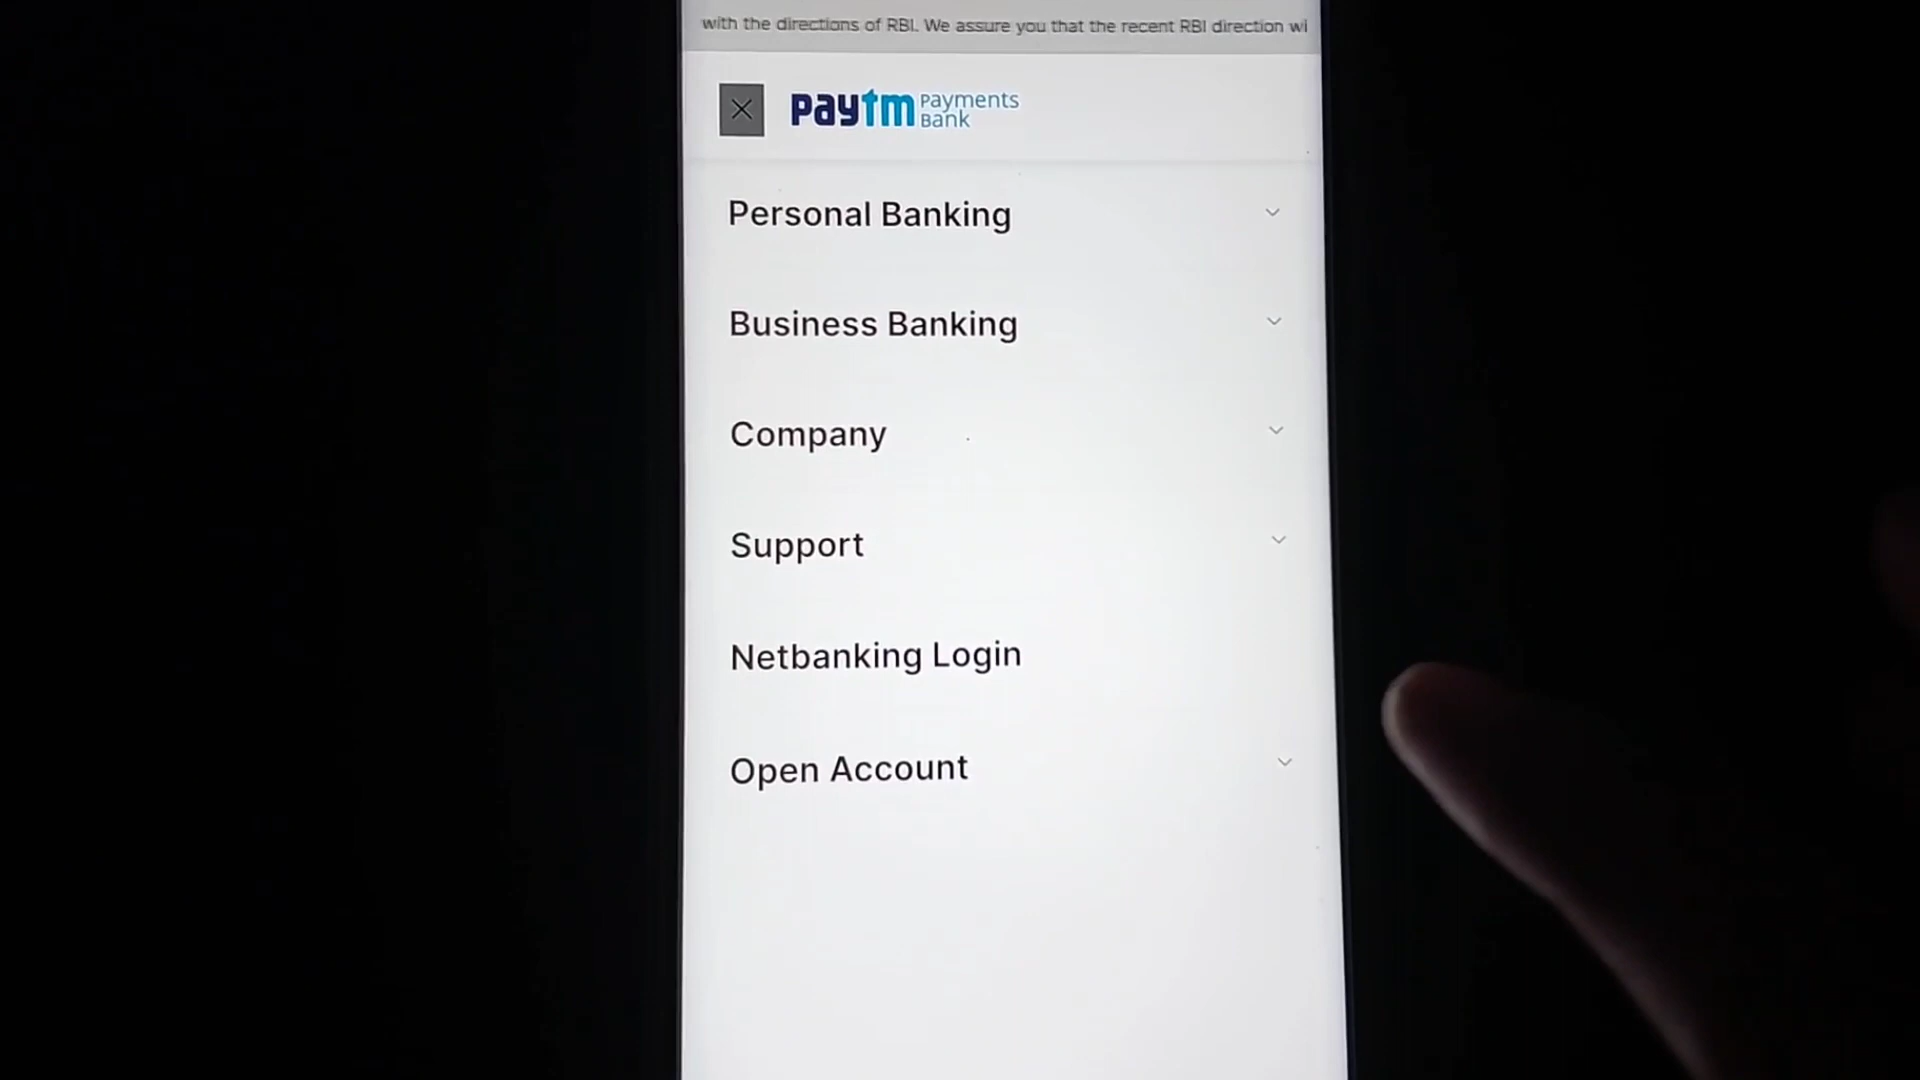 with the directions of RBI. We assure you that the recent RBI direction wi
paytm Payments Bank
Personal Banking
Business Banking
Company
Support
Netbanking Login
Open Account